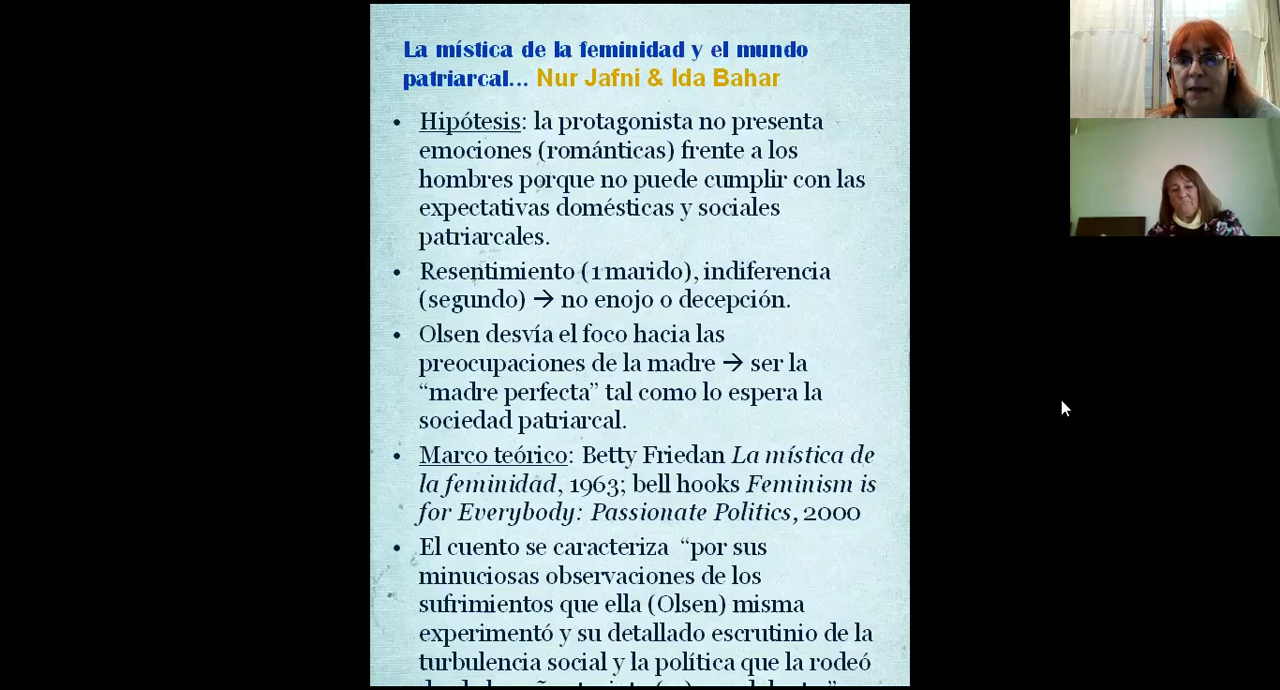 La mística de la feminidad y el mundo
patriarcal... Nur Jafni & Ida Bahar
• Hipótesis: la protagonista no presenta
emociones (románticas) frente a los
hombres porque no puede cumplir con las
expectativas domésticas y sociales
patriarcales.
• Resentimiento (1 marido), indiferencia
(segundo) → no enojo o decepción.
• Olsen desvía el foco hacia las
preocupaciones de la madre → ser la
“madre perfecta” tal como lo espera la
sociedad patriarcal.
• Marco teórico: Betty Friedan La mística de
la feminidad, 1963; bell hooks Feminism is
for Everybody: Passionate Politics, 2000
• El cuento se caracteriza “por sus
minuciosas observaciones de los
sufrimientos que ella (Olsen) misma
experimentó y su detallado escrutinio de la
turbulencia social y la política que la rodeó